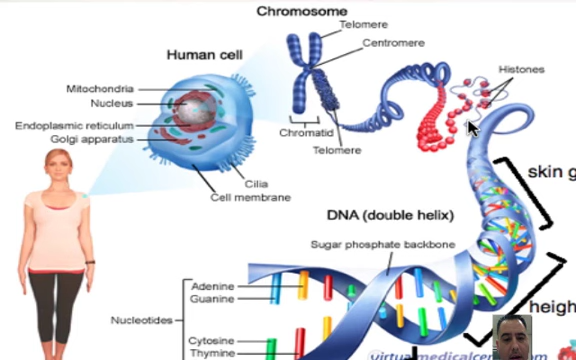 Chromosome
Telomere
Centromere
Human cell
Histones
Mitochondria
Nucleus
Endoplasmic reticulum
Golgi apparatus
Chromatid
Telomere
Cilia
Cell membrane
skin g
DNA (double helix)
Sugar phosphate backbone
Adenine
Guanine
heigh
Nucleotides
Cytosine
Thymine